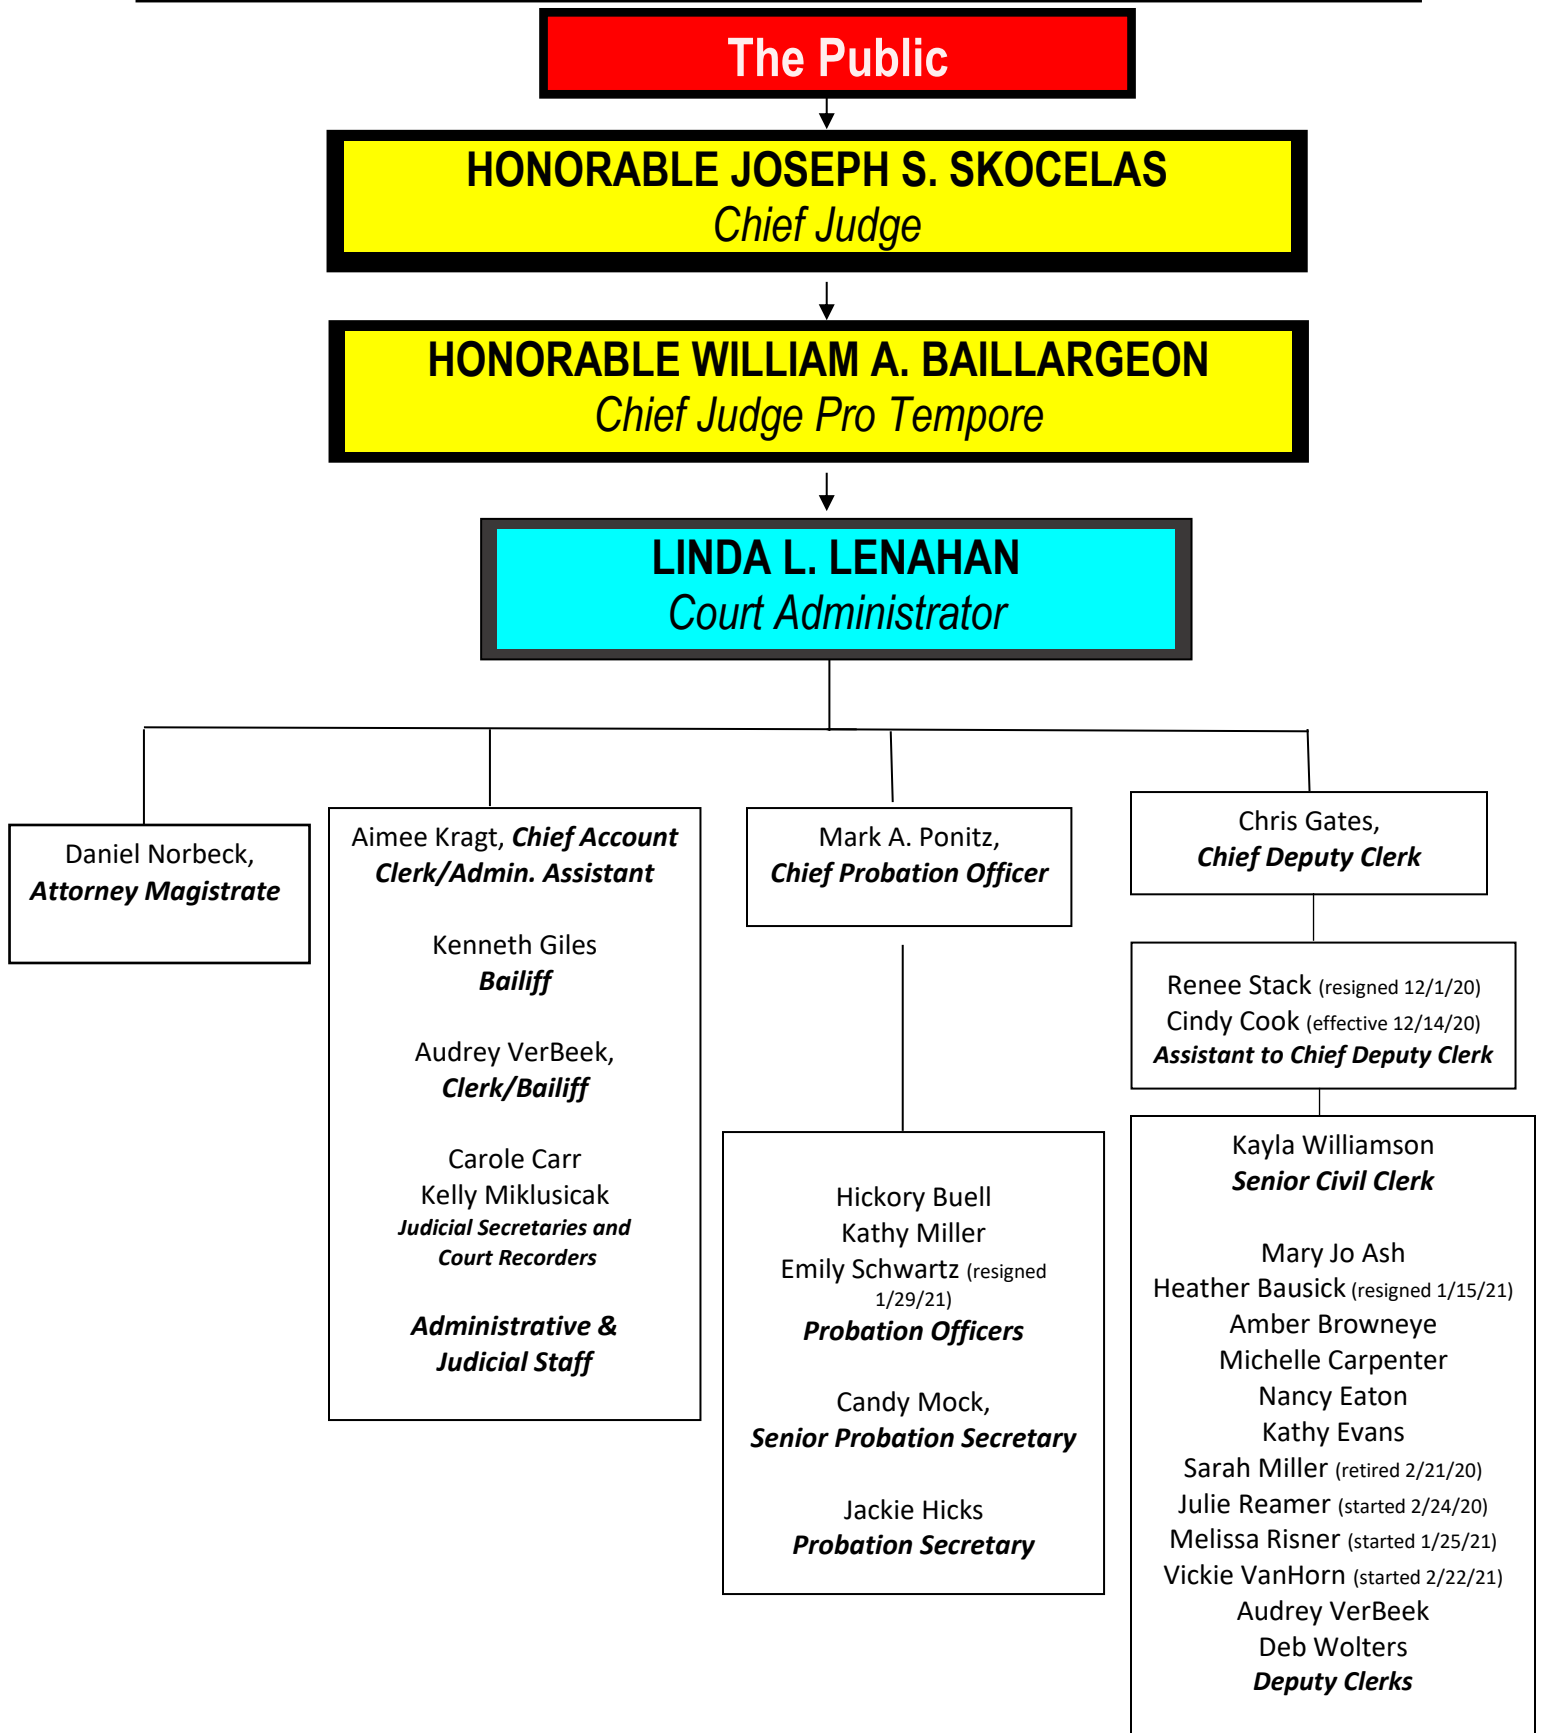 The Public
HONORABLE JOSEPH S. SKOCELAS
Chief Judge
HONORABLE WILLIAM A. BAILLARGEON
Chief Judge Pro Tempore
LINDA L. LENAHAN
Court Administrator
Daniel Norbeck,
Attorney Magistrate
Aimee Kragt, Chief Account
Clerk/Admin. Assistant
Kenneth Giles
Bailiff
Audrey VerBeek,
Clerk/Bailiff
Carole Carr
Kelly Miklusicak
Judicial Secretaries and
Court Recorders
Administrative &
Judicial Staff
Mark A. Ponitz,
Chief Probation Officer
Hickory Buell
Kathy Miller
Emily Schwartz (resigned
1/29/21)
Probation Officers
Candy Mock,
Senior Probation Secretary
Jackie Hicks
Probation Secretary
Chris Gates,
Chief Deputy Clerk
Renee Stack (resigned 12/1/20)
Cindy Cook (effective 12/14/20)
Assistant to Chief Deputy Clerk
Kayla Williamson
Senior Civil Clerk
Mary Jo Ash
Heather Bausick (resigned 1/15/21)
Amber Browneye
Michelle Carpenter
Nancy Eaton
Kathy Evans
Sarah Miller (retired 2/21/20)
Julie Reamer (started 2/24/20)
Melissa Risner (started 1/25/21)
Vickie VanHorn (started 2/22/21)
Audrey VerBeek
Deb Wolters
Deputy Clerks